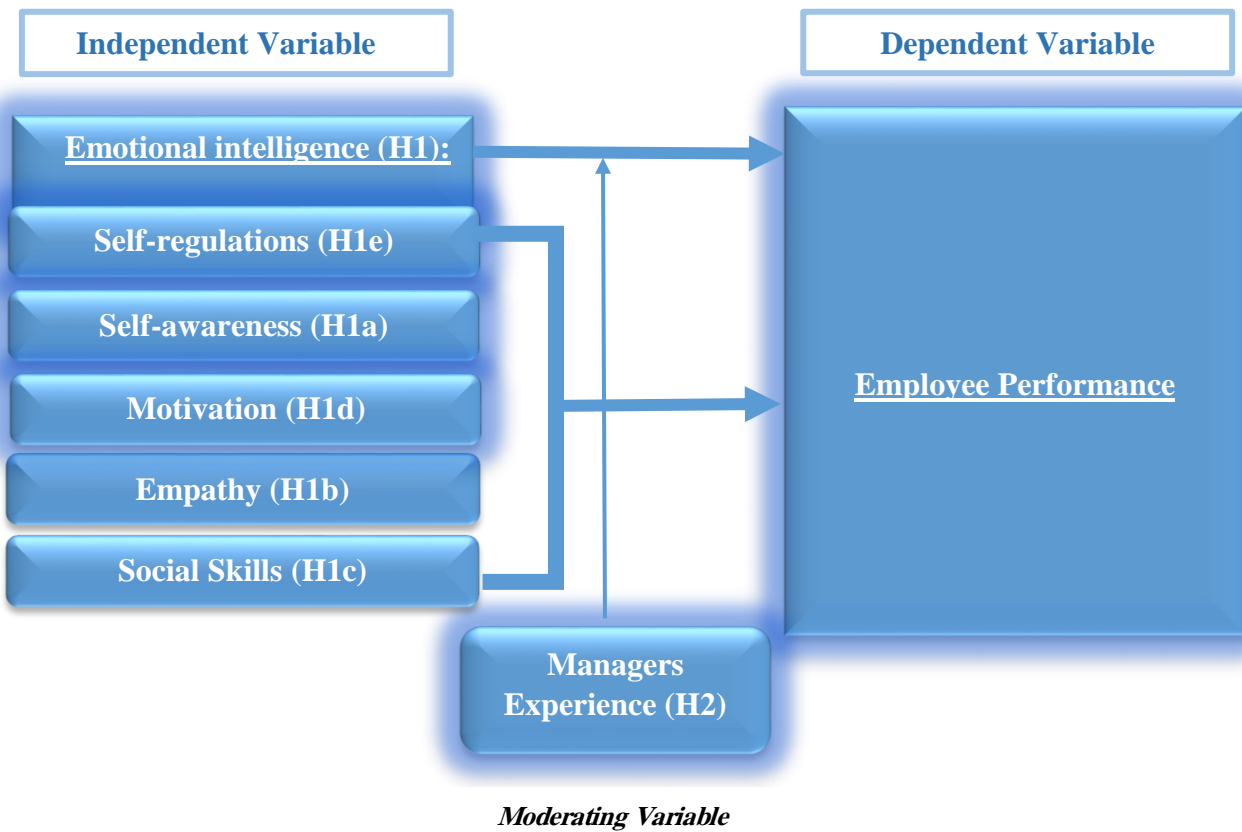 Independent Variable
Dependent Variable
Emotional intelligence (H1):
Self-regulations (H1e)
Self-awareness (H1a)
Motivation (H1d)
Empathy (H1b)
Social Skills (H1c)
Employee Performance
Managers
Experience (H2)
Moderating Variable